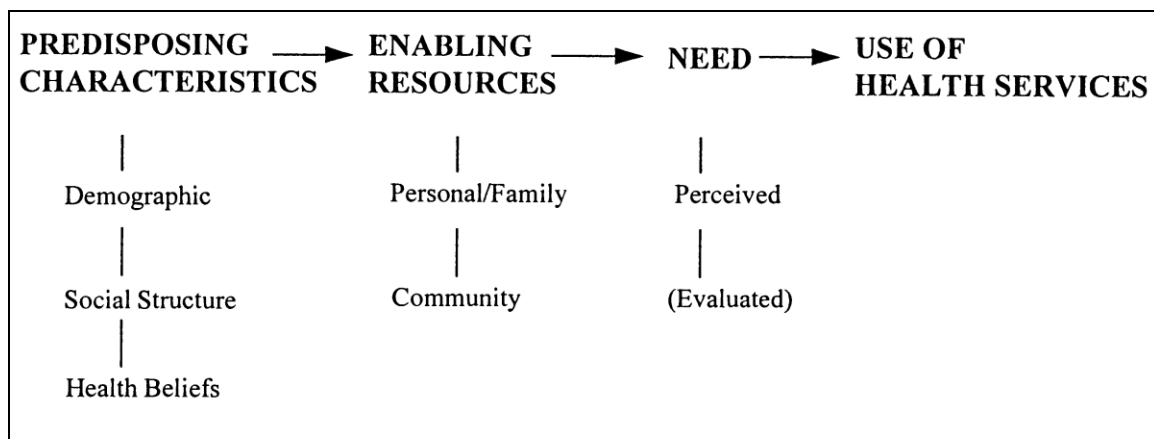 PREDISPOSING CHARACTERISTICS
ENABLING RESOURCES
NEED
USE OF HEALTH SERVICES
Demographic
Personal/Family
Perceived
Social Structure
Community
(Evaluated)
Health Beliefs